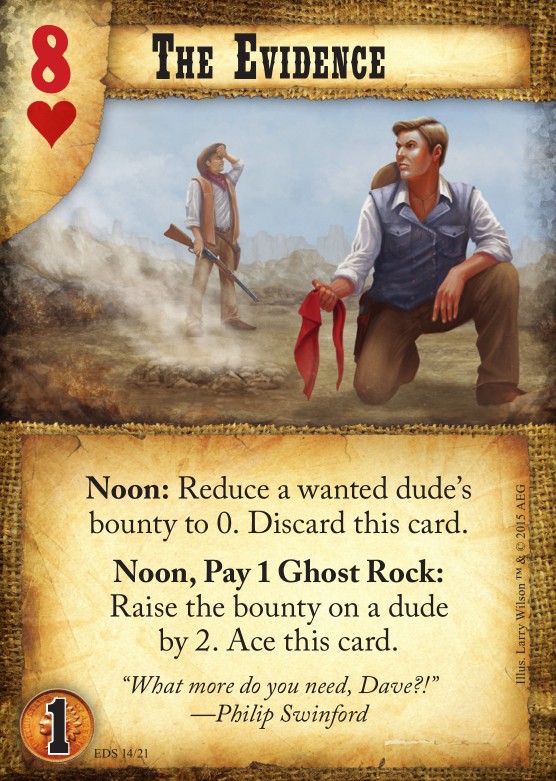 8
The Evidence
Noon: Reduce a wanted dude's
bounty to 0. Discard this card.
Noon, Pay 1 Ghost Rock:
Raise the bounty on a dude
by 2. Ace this card.
"What more do you need, Dave?!"
—Philip Swinford
Illus. Larry Wilson ™ & © 2015 AEG
1
EDS 14/21